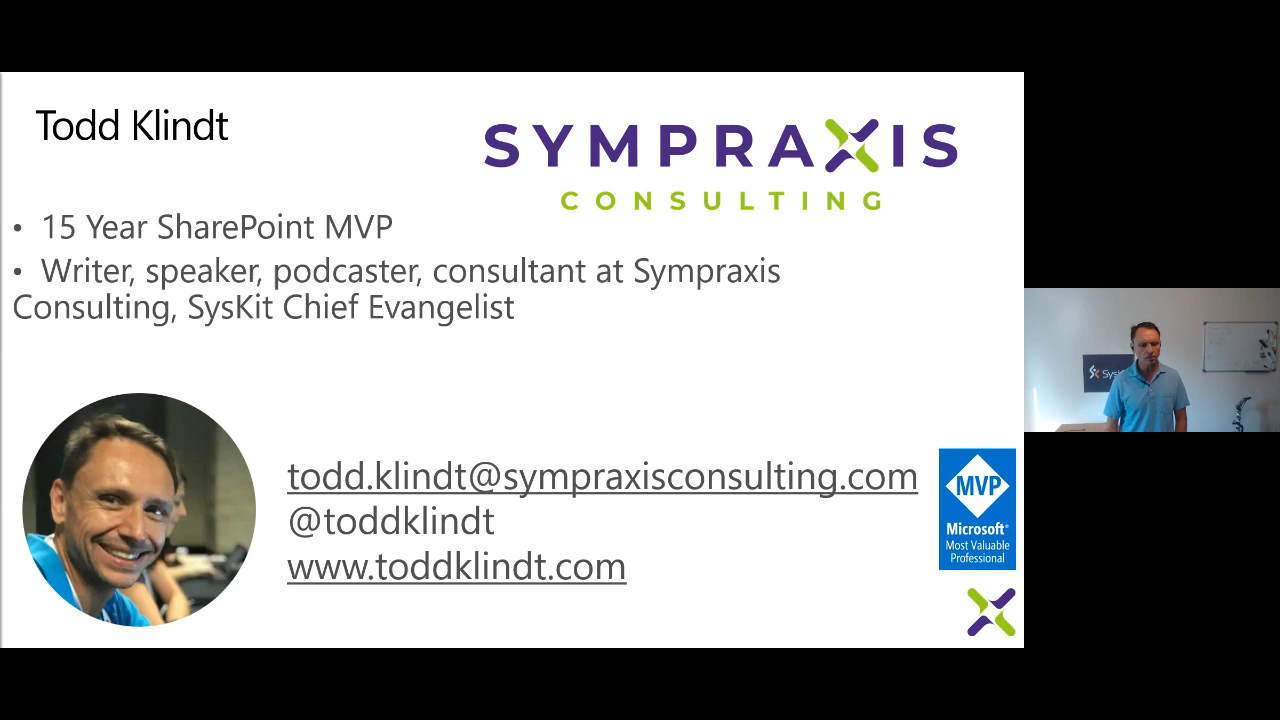 Todd Klindt
SYMPRAXIS
CONSULTING
• 15 Year SharePoint MVP
• Writer, speaker, podcaster, consultant at Sympraxis
Consulting, SysKit Chief Evangelist
todd.klindt@sympraxisconsulting.com
@toddklindt
www.toddklindt.com
MVP
Microsoft®
Most Valuable
Professional